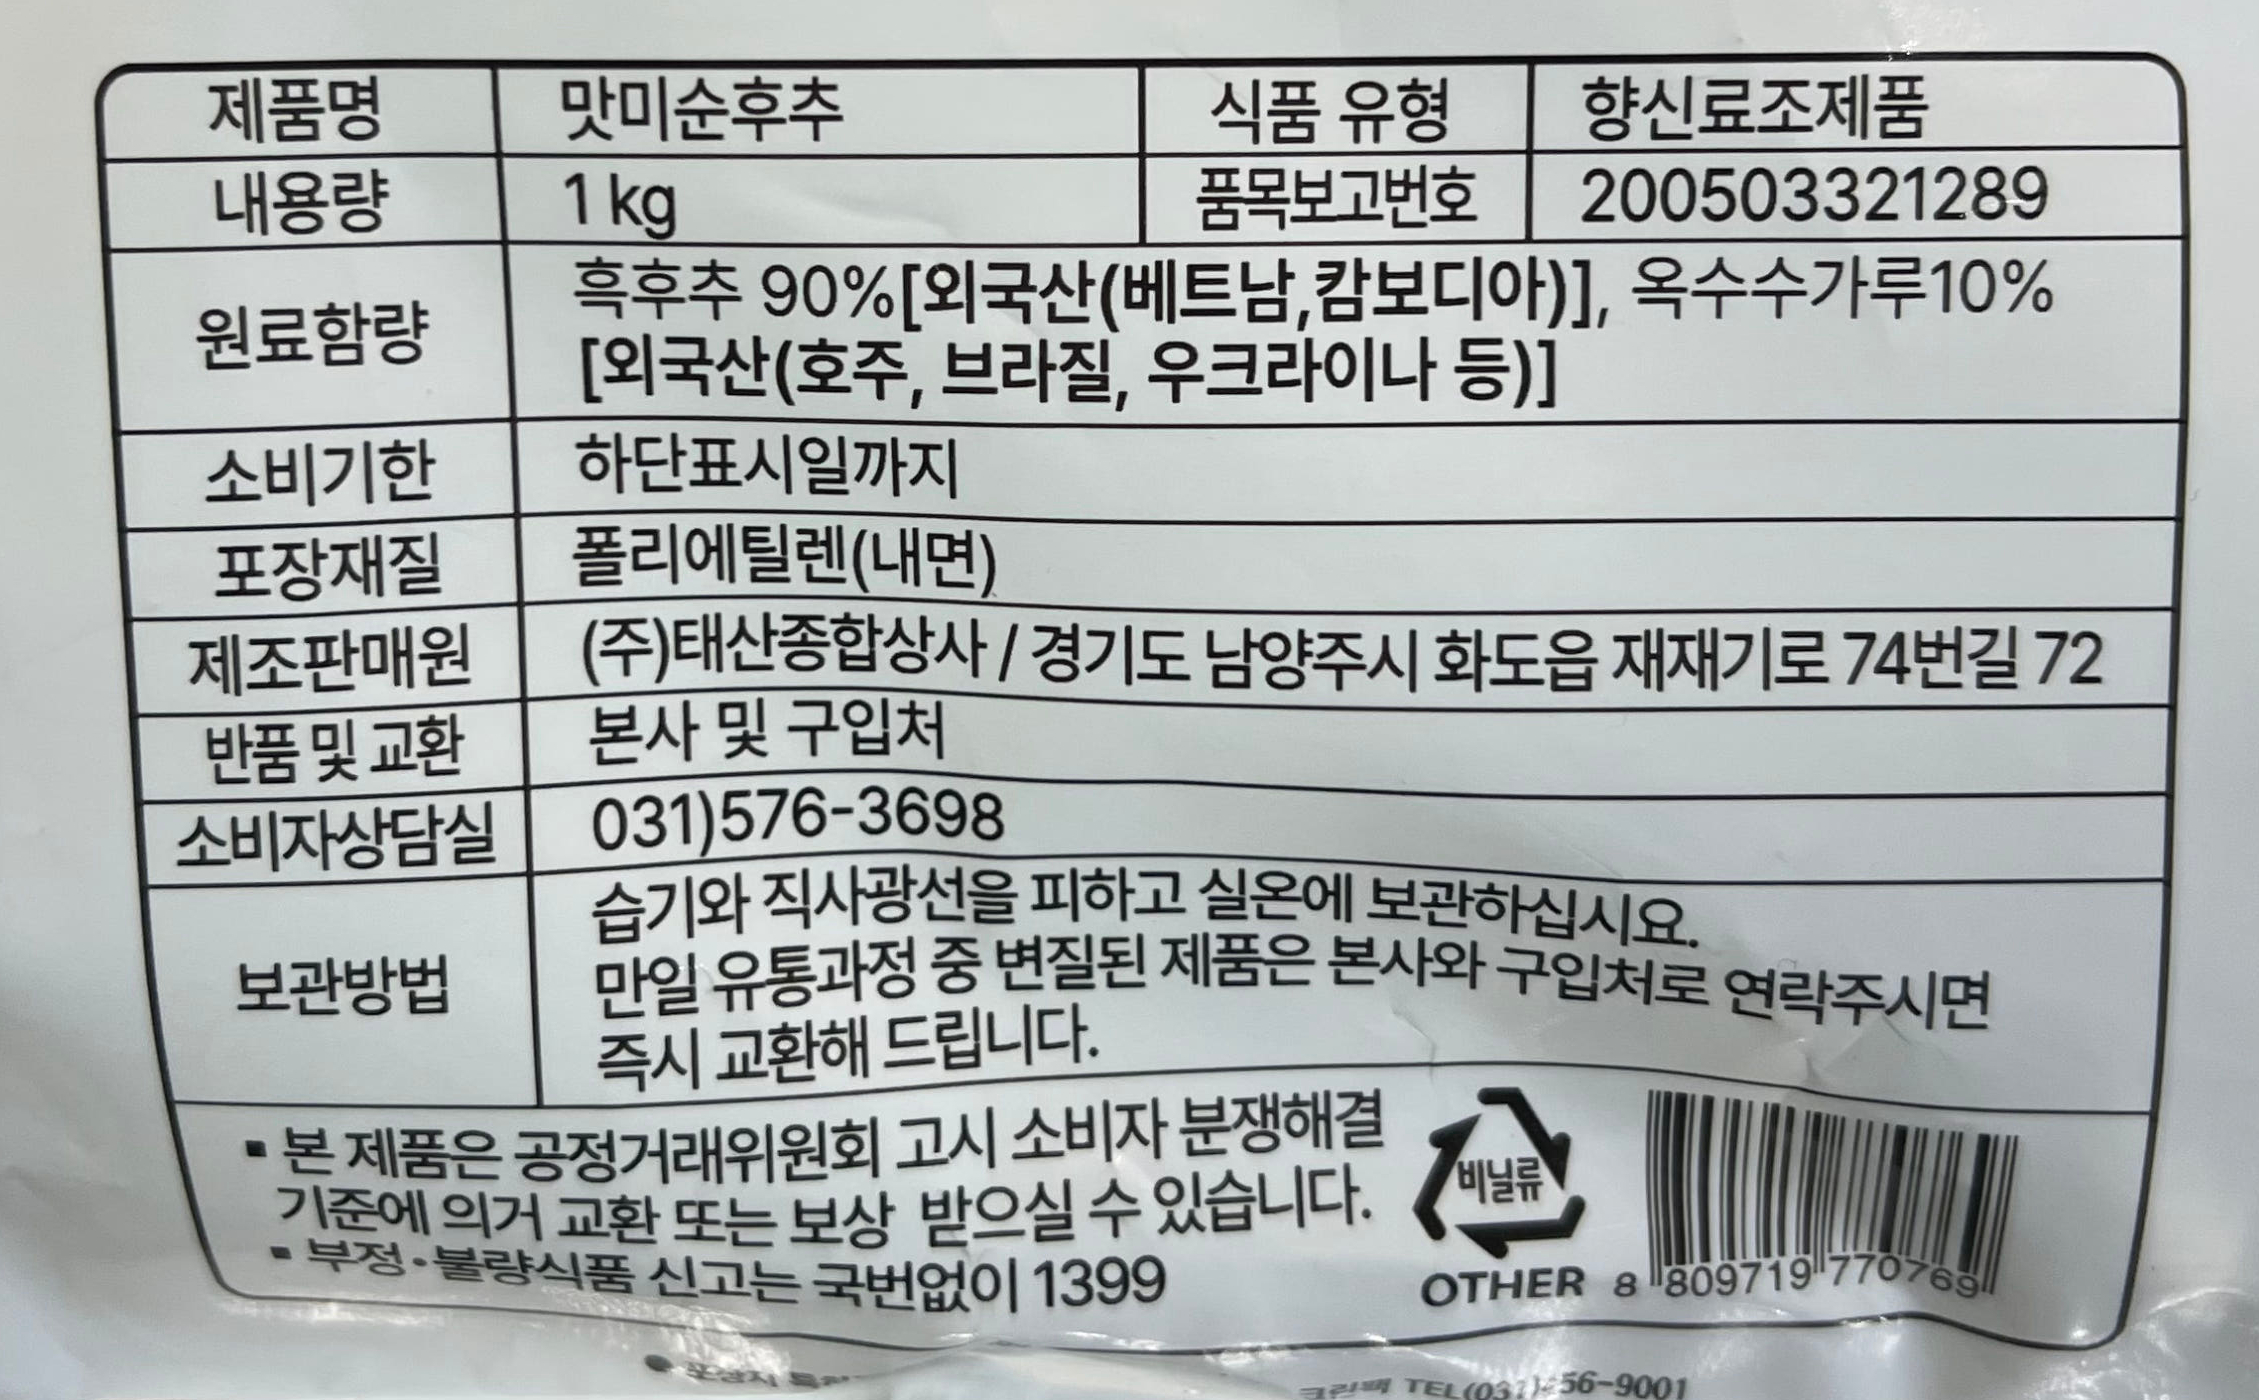 제품명 맛미순후추 식품 유형 향신료조제품
내용량 1 kg 품목보고번호 200503321289
원료함량 흑후추 90%[외국산(베트남,캄보디아)], 옥수수가루10%
[외국산(호주, 브라질, 우크라이나 등)]
소비기한 하단표시일까지
포장재질 폴리에틸렌(내면)
제조판매원 (주)태산종합상사 / 경기도 남양주시 화도읍 재재기로 74번길 72
반품 및 교환 본사 및 구입처
소비자상담실 031)576-3698
보관방법 습기와 직사광선을 피하고 실온에 보관하십시요.
만일 유통과정 중 변질된 제품은 본사와 구입처로 연락주시면
즉시 교환해 드립니다.
▪ 본 제품은 공정거래위원회 고시 소비자 분쟁해결
기준에 의거 교환 또는 보상 받으실 수 있습니다.
▪ 부정·불량식품 신고는 국번없이 1399
비닐류
OTHER
8 809719 770769
● 포장지
크린팩 TEL(031) 56-9001